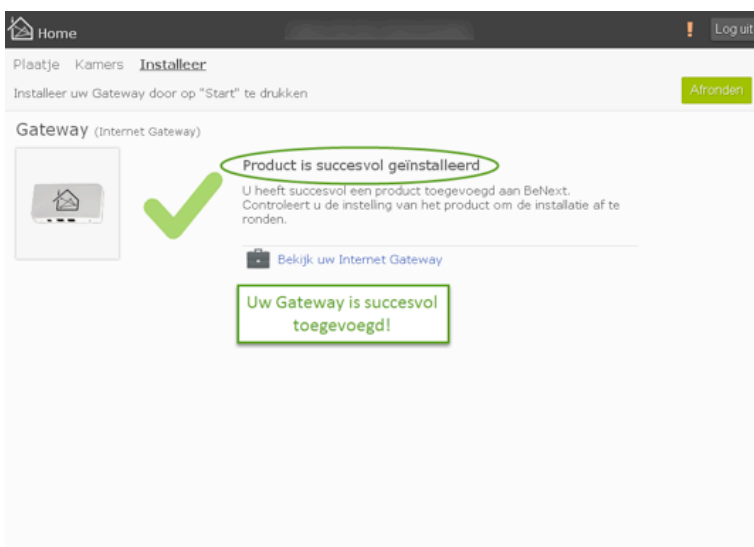 Home
! Log uit
Plaatje Kamers Installeer
Installeer uw Gateway door op "Start" te drukken
Afronden
Gateway (Internet Gateway)
Product is succesvol geïnstalleerd
U heeft succesvol een product toegevoegd aan BeNext.
Controleert u de instelling van het product om de installatie af te
ronden.
Bekijk uw Internet Gateway
Uw Gateway is succesvol
toegevoegd!